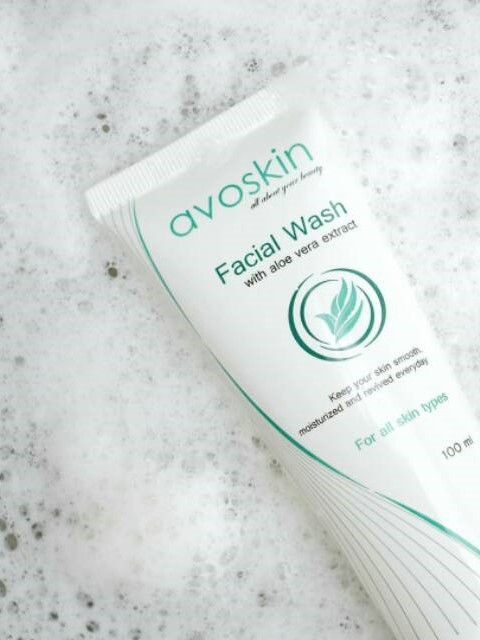 avoskin
all about your beauty
Facial Wash
with aloe vera extract
Keep your skin smooth,
moisturized and revived everyday
For all skin types
100 ml